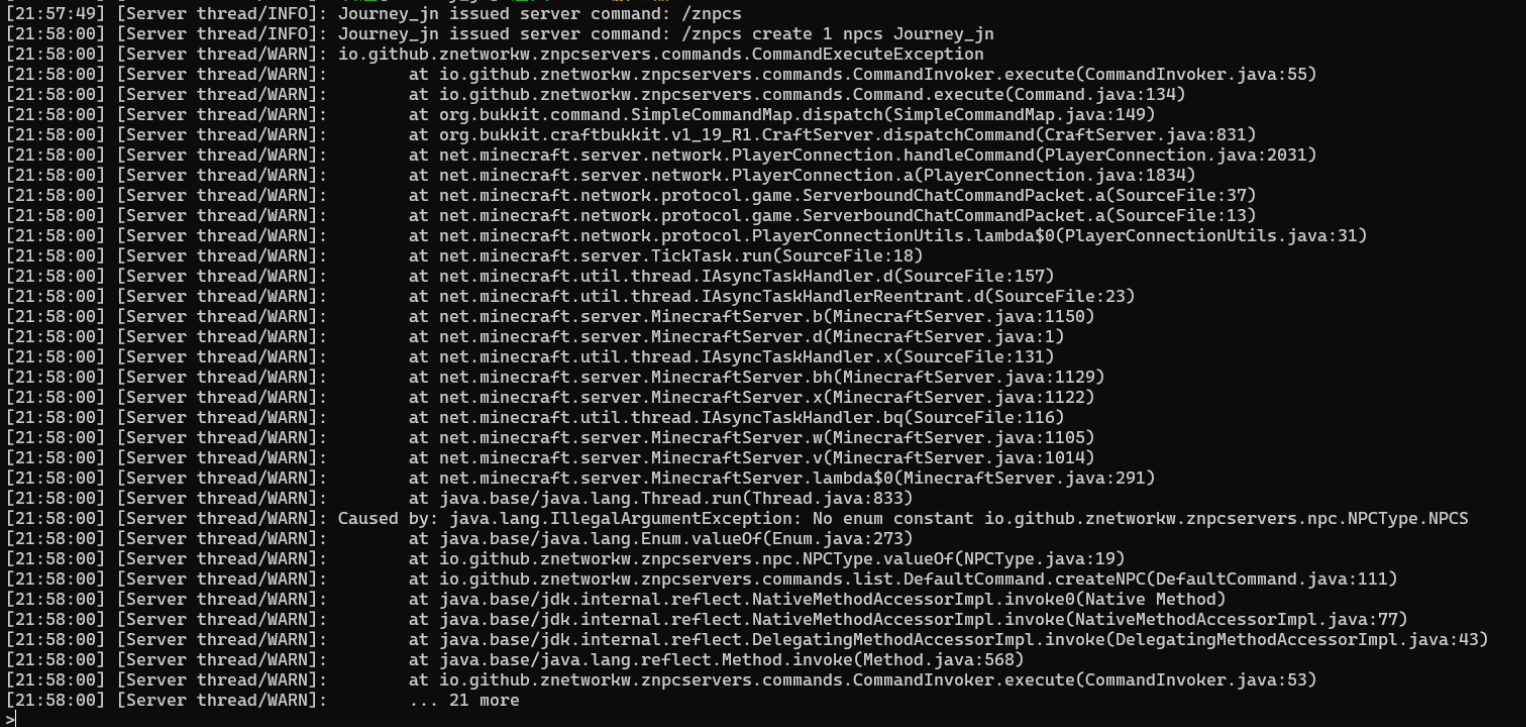 [21:57:49] [Server thread/INFO]: Journey_jn issued server command: /znpcs
[21:58:00] [Server thread/INFO]: Journey_jn issued server command: /znpcs create 1 npcs Journey_jn
[21:58:00] [Server thread/WARN]: io.github.znetworkw.znpcservers.commands.CommandExecuteException
[21:58:00] [Server thread/WARN]: at io.github.znetworkw.znpcservers.commands.CommandInvoker.execute(CommandInvoker.java:55)
[21:58:00] [Server thread/WARN]: at io.github.znetworkw.znpcservers.commands.Command.execute(Command.java:134)
[21:58:00] [Server thread/WARN]: at org.bukkit.command.SimpleCommandMap.dispatch(SimpleCommandMap.java:149)
[21:58:00] [Server thread/WARN]: at org.bukkit.craftbukkit.v1_19_R1.CraftServer.dispatchCommand(CraftServer.java:831)
[21:58:00] [Server thread/WARN]: at net.minecraft.server.network.PlayerConnection.handleCommand(PlayerConnection.java:2031)
[21:58:00] [Server thread/WARN]: at net.minecraft.server.network.PlayerConnection.a(PlayerConnection.java:1834)
[21:58:00] [Server thread/WARN]: at net.minecraft.network.protocol.game.ServerboundChatCommandPacket.a(SourceFile:37)
[21:58:00] [Server thread/WARN]: at net.minecraft.network.protocol.game.ServerboundChatCommandPacket.a(SourceFile:13)
[21:58:00] [Server thread/WARN]: at net.minecraft.network.protocol.PlayerConnectionUtils.lambda$0(PlayerConnectionUtils.java:31)
[21:58:00] [Server thread/WARN]: at net.minecraft.server.TickTask.run(SourceFile:18)
[21:58:00] [Server thread/WARN]: at net.minecraft.util.thread.IAsyncTaskHandler.d(SourceFile:157)
[21:58:00] [Server thread/WARN]: at net.minecraft.util.thread.IAsyncTaskHandlerReentrant.d(SourceFile:23)
[21:58:00] [Server thread/WARN]: at net.minecraft.server.MinecraftServer.b(MinecraftServer.java:1150)
[21:58:00] [Server thread/WARN]: at net.minecraft.server.MinecraftServer.d(MinecraftServer.java:1)
[21:58:00] [Server thread/WARN]: at net.minecraft.util.thread.IAsyncTaskHandler.x(SourceFile:131)
[21:58:00] [Server thread/WARN]: at net.minecraft.server.MinecraftServer.bh(MinecraftServer.java:1129)
[21:58:00] [Server thread/WARN]: at net.minecraft.server.MinecraftServer.x(MinecraftServer.java:1122)
[21:58:00] [Server thread/WARN]: at net.minecraft.util.thread.IAsyncTaskHandler.bq(SourceFile:116)
[21:58:00] [Server thread/WARN]: at net.minecraft.server.MinecraftServer.w(MinecraftServer.java:1105)
[21:58:00] [Server thread/WARN]: at net.minecraft.server.MinecraftServer.v(MinecraftServer.java:1014)
[21:58:00] [Server thread/WARN]: at net.minecraft.server.MinecraftServer.lambda$0(MinecraftServer.java:291)
[21:58:00] [Server thread/WARN]: at java.base/java.lang.Thread.run(Thread.java:833)
[21:58:00] [Server thread/WARN]: Caused by: java.lang.IllegalArgumentException: No enum constant io.github.znetworkw.znpcservers.npc.NPCType.NPCS
[21:58:00] [Server thread/WARN]: at java.base/java.lang.Enum.valueOf(Enum.java:273)
[21:58:00] [Server thread/WARN]: at io.github.znetworkw.znpcservers.npc.NPCType.valueOf(NPCType.java:19)
[21:58:00] [Server thread/WARN]: at io.github.znetworkw.znpcservers.commands.list.DefaultCommand.createNPC(DefaultCommand.java:111)
[21:58:00] [Server thread/WARN]: at java.base/jdk.internal.reflect.NativeMethodAccessorImpl.invoke0(Native Method)
[21:58:00] [Server thread/WARN]: at java.base/jdk.internal.reflect.NativeMethodAccessorImpl.invoke(NativeMethodAccessorImpl.java:77)
[21:58:00] [Server thread/WARN]: at java.base/jdk.internal.reflect.DelegatingMethodAccessorImpl.invoke(DelegatingMethodAccessorImpl.java:43)
[21:58:00] [Server thread/WARN]: at java.base/java.lang.reflect.Method.invoke(Method.java:568)
[21:58:00] [Server thread/WARN]: at io.github.znetworkw.znpcservers.commands.CommandInvoker.execute(CommandInvoker.java:53)
[21:58:00] [Server thread/WARN]: ... 21 more
>